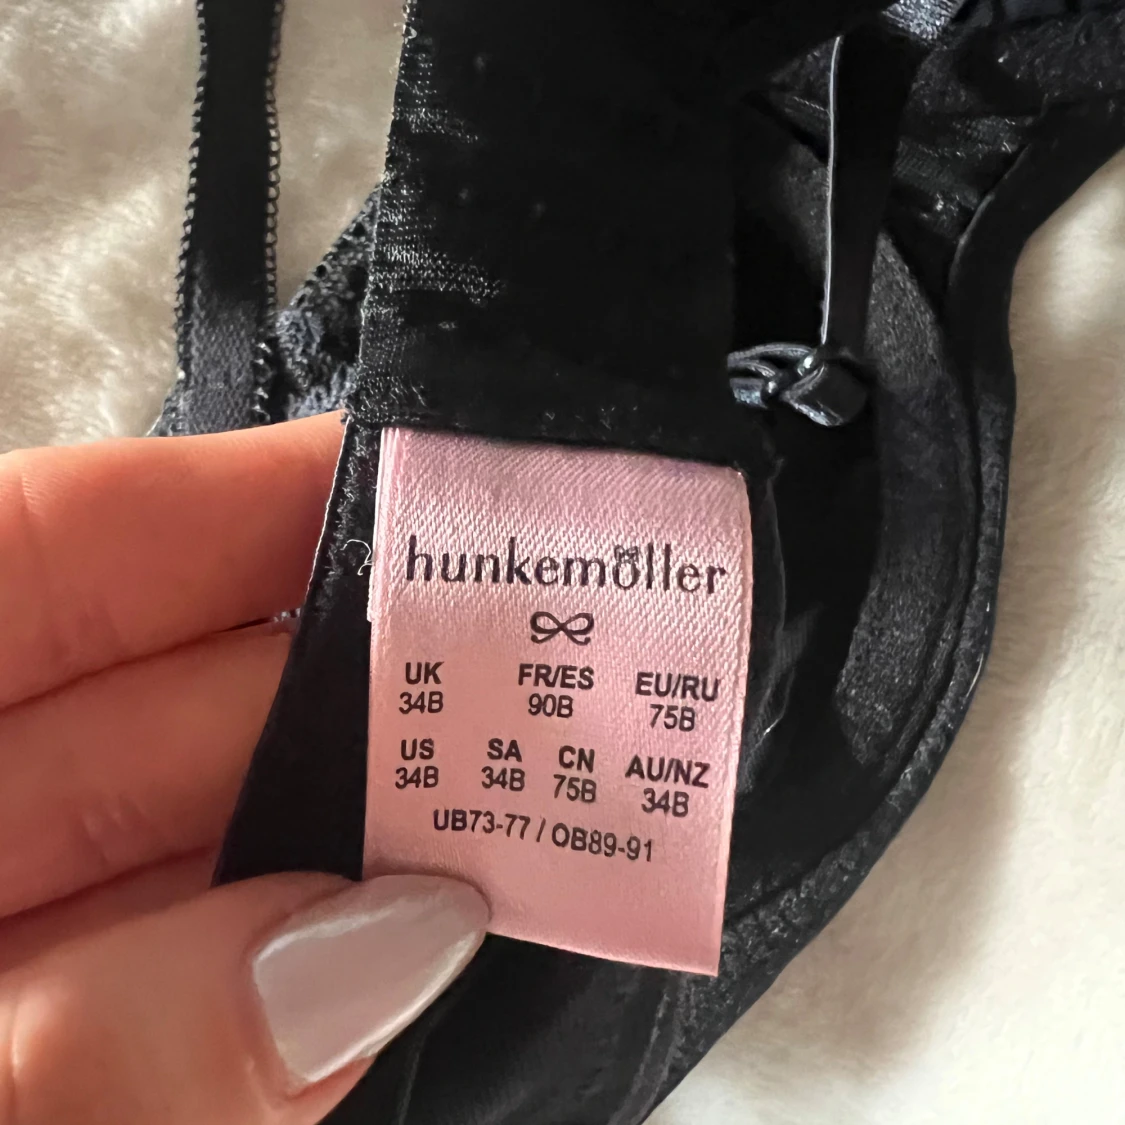 hunkemöller
UK FR/ES EU/RU
34B 90B 75B
US SA CN AU/NZ
34B 34B 75B 34B
UB73-77 / OB89-91